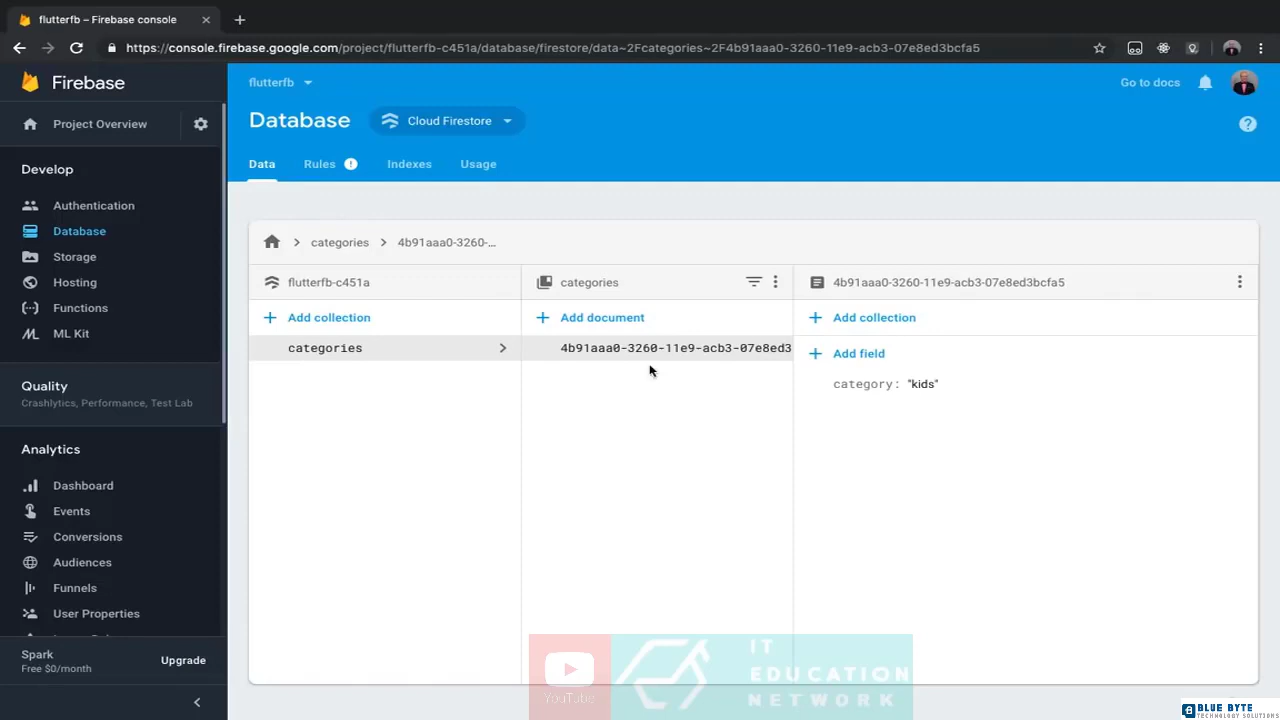 flutterfb – Firebase console
https://console.firebase.google.com/project/flutterfb-c451a/database/firestore/data~2Fcategories~2F4b91aaa0-3260-11e9-acb3-07e8ed3bcfa5
Firebase
flutterfb
Go to docs
Project Overview
Database
Cloud Firestore
Data
Rules
Indexes
Usage
Develop
Authentication
Database
Storage
Hosting
Functions
ML Kit
Quality
Crashlytics, Performance, Test Lab
Analytics
Dashboard
Events
Conversions
Audiences
Funnels
User Properties
Spark
Free $0/month
Upgrade
categories
4b91aaa0-3260-…
flutterfb-c451a
Add collection
categories
categories
Add document
4b91aaa0-3260-11e9-acb3-07e8ed3
4b91aaa0-3260-11e9-acb3-07e8ed3bcfa5
Add collection
Add field
category: "kids"
YouTube
IT
EDUCATION
NETWORK
BLUE BYTE
TECHNOLOGY SOLUTIONS